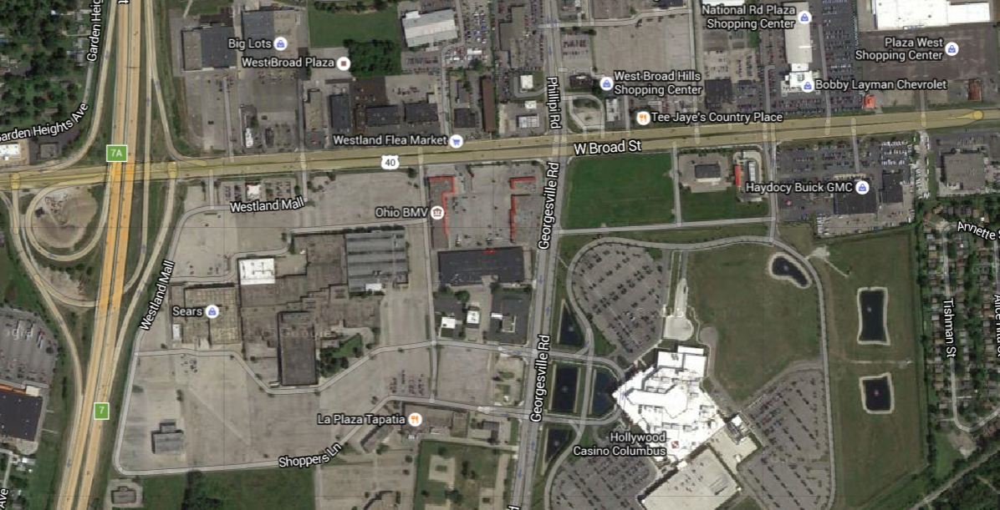 Garden Heig
National Rd Plaza
Shopping Center
Big Lots
West Broad Plaza
Plaza West
Shopping Center
West Broad Hills
Shopping Center
Bobby Layman Chevrolet
Phillipi Rd
Tee Jaye's Country Place
arden Heights Ave
Westland Flea Market
7A
40
W Broad St
Georgesville Rd
Haydocy Buick GMC
Westland Mall
Ohio BMV
Annette S
Westland Mall
Sears
Tishman St
Georgesville Rd
7
La Plaza Tapatia
Hollywood
Casino Columbus
Shoppers Ln
Ave